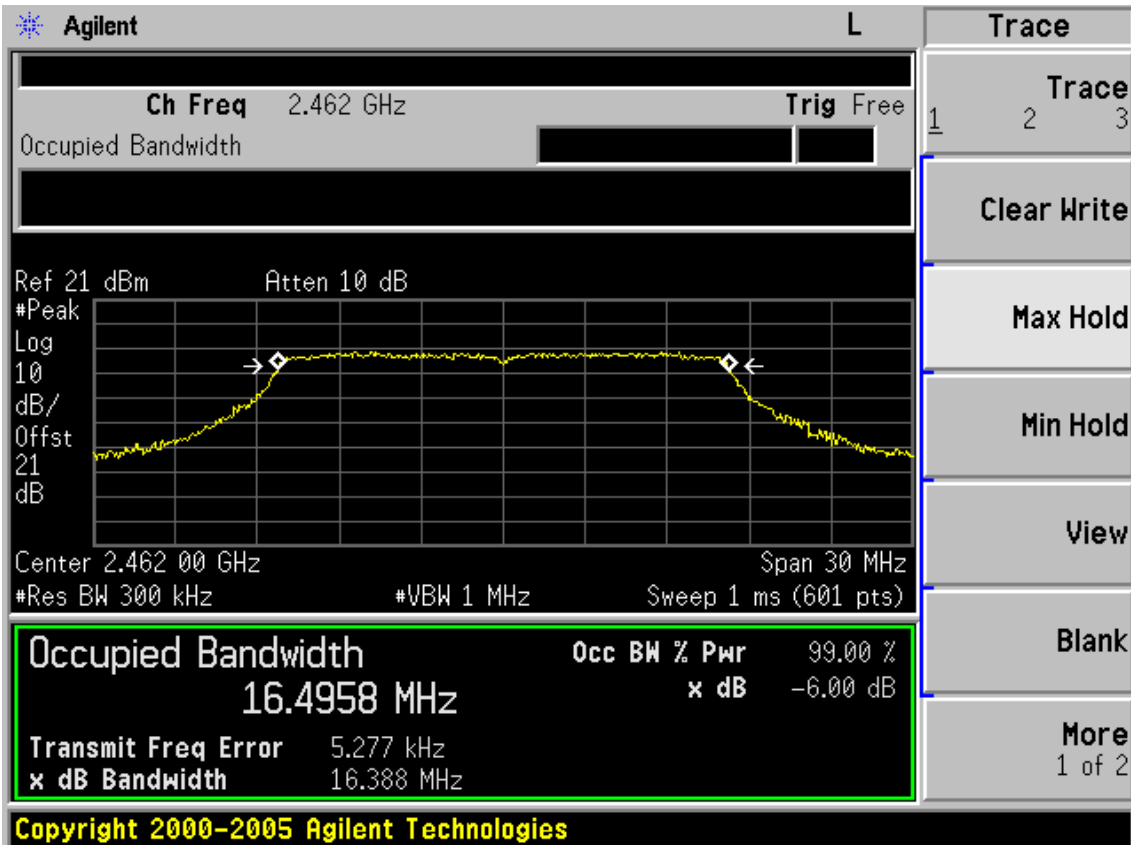 Agilent L Trace
Ch Freq 2.462 GHz Trig Free
Occupied Bandwidth
Trace
1 2 3
Clear Write
Max Hold
Min Hold
View
Blank
More
1 of 2
Ref 21 dBm Atten 10 dB
#Peak
Log
10
dB/
Offst
21
dB
Center 2.462 00 GHz Span 30 MHz
#Res BW 300 kHz #VBW 1 MHz Sweep 1 ms (601 pts)
Occupied Bandwidth Occ BW % Pwr 99.00 %
16.4958 MHz x dB -6.00 dB
Transmit Freq Error 5.277 kHz
x dB Bandwidth 16.388 MHz
Copyright 2000-2005 Agilent Technologies